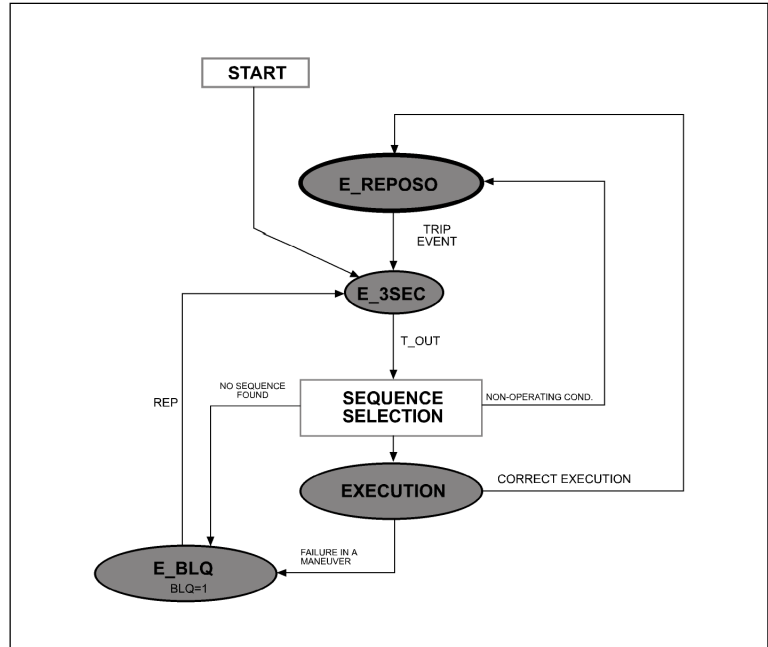 START
E_REPOSO
TRIP
EVENT
E_3SEC
T_OUT
NO SEQUENCE
FOUND
SEQUENCE
SELECTION
NON-OPERATING COND.
REP
EXECUTION
CORRECT EXECUTION
FAILURE IN A
MANEUVER
E_BLQ
BLQ=1